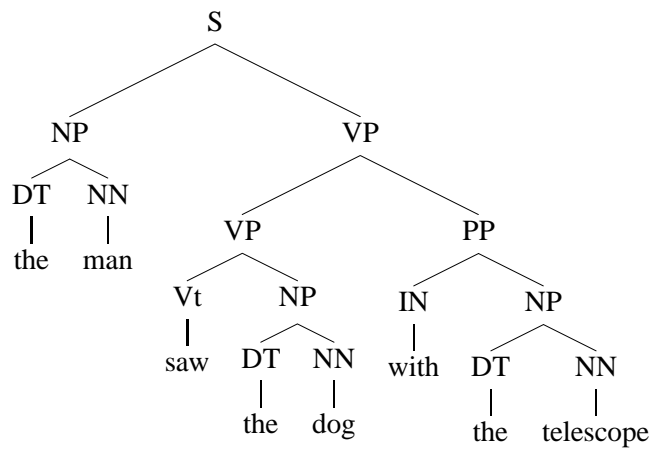 S
NP VP
DT NN VP PP
the man Vt NP IN NP
saw DT NN with DT NN
the dog the telescope